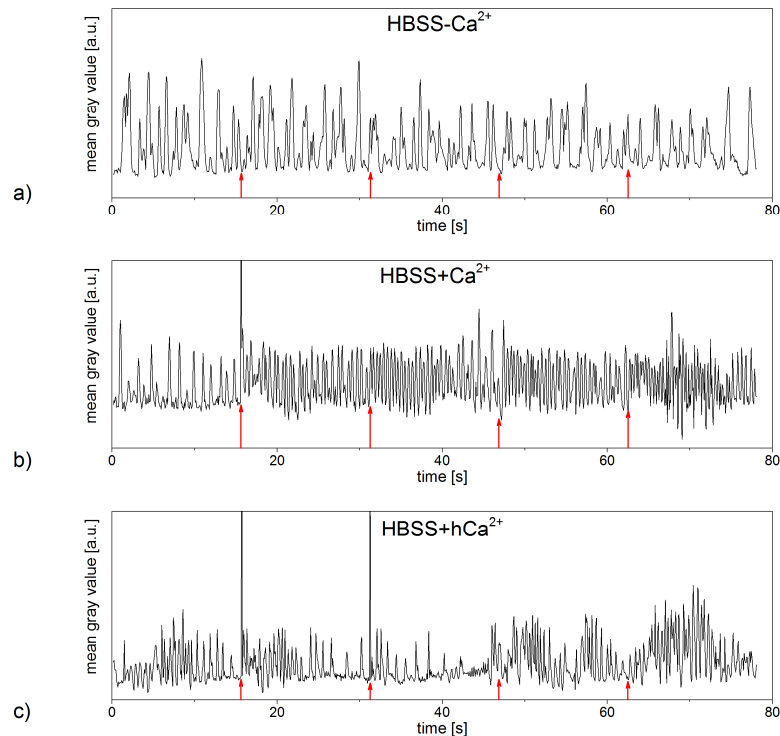 HBSS-Ca²⁺
mean gray value [a.u.]
a)
0 20 40 60 80
time [s]
HBSS+Ca²⁺
mean gray value [a.u.]
b)
0 20 40 60 80
time [s]
HBSS+hCa²⁺
mean gray value [a.u.]
c)
0 20 40 60 80
time [s]